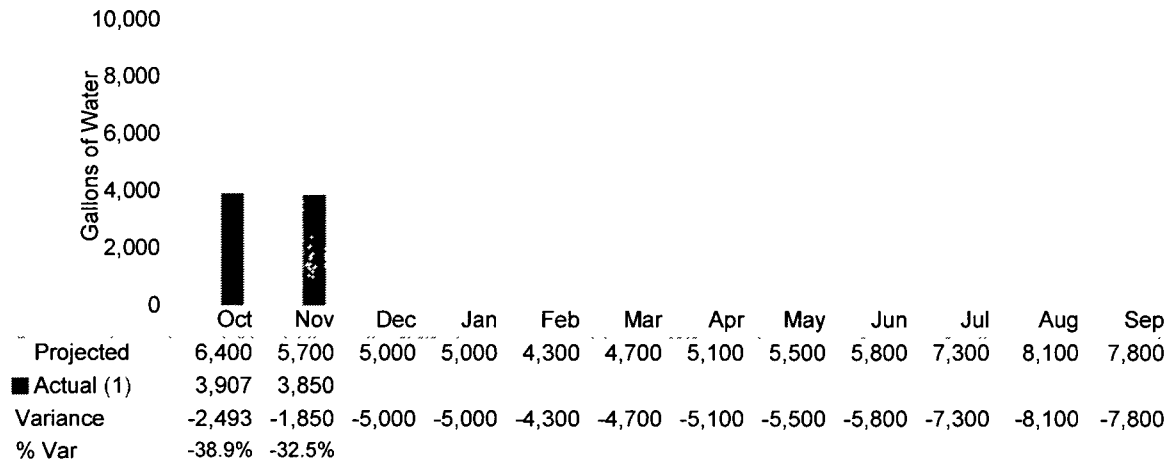 10,000
8,000
6,000
4,000
2,000
0
Gallons of Water
Oct Nov Dec Jan Feb Mar Apr May Jun Jul Aug Sep
Projected 6,400 5,700 5,000 5,000 4,300 4,700 5,100 5,500 5,800 7,300 8,100 7,800
Actual (1) 3,907 3,850
Variance -2,493 -1,850 -5,000 -5,000 -4,300 -4,700 -5,100 -5,500 -5,800 -7,300 -8,100 -7,800
% Var -38.9% -32.5%